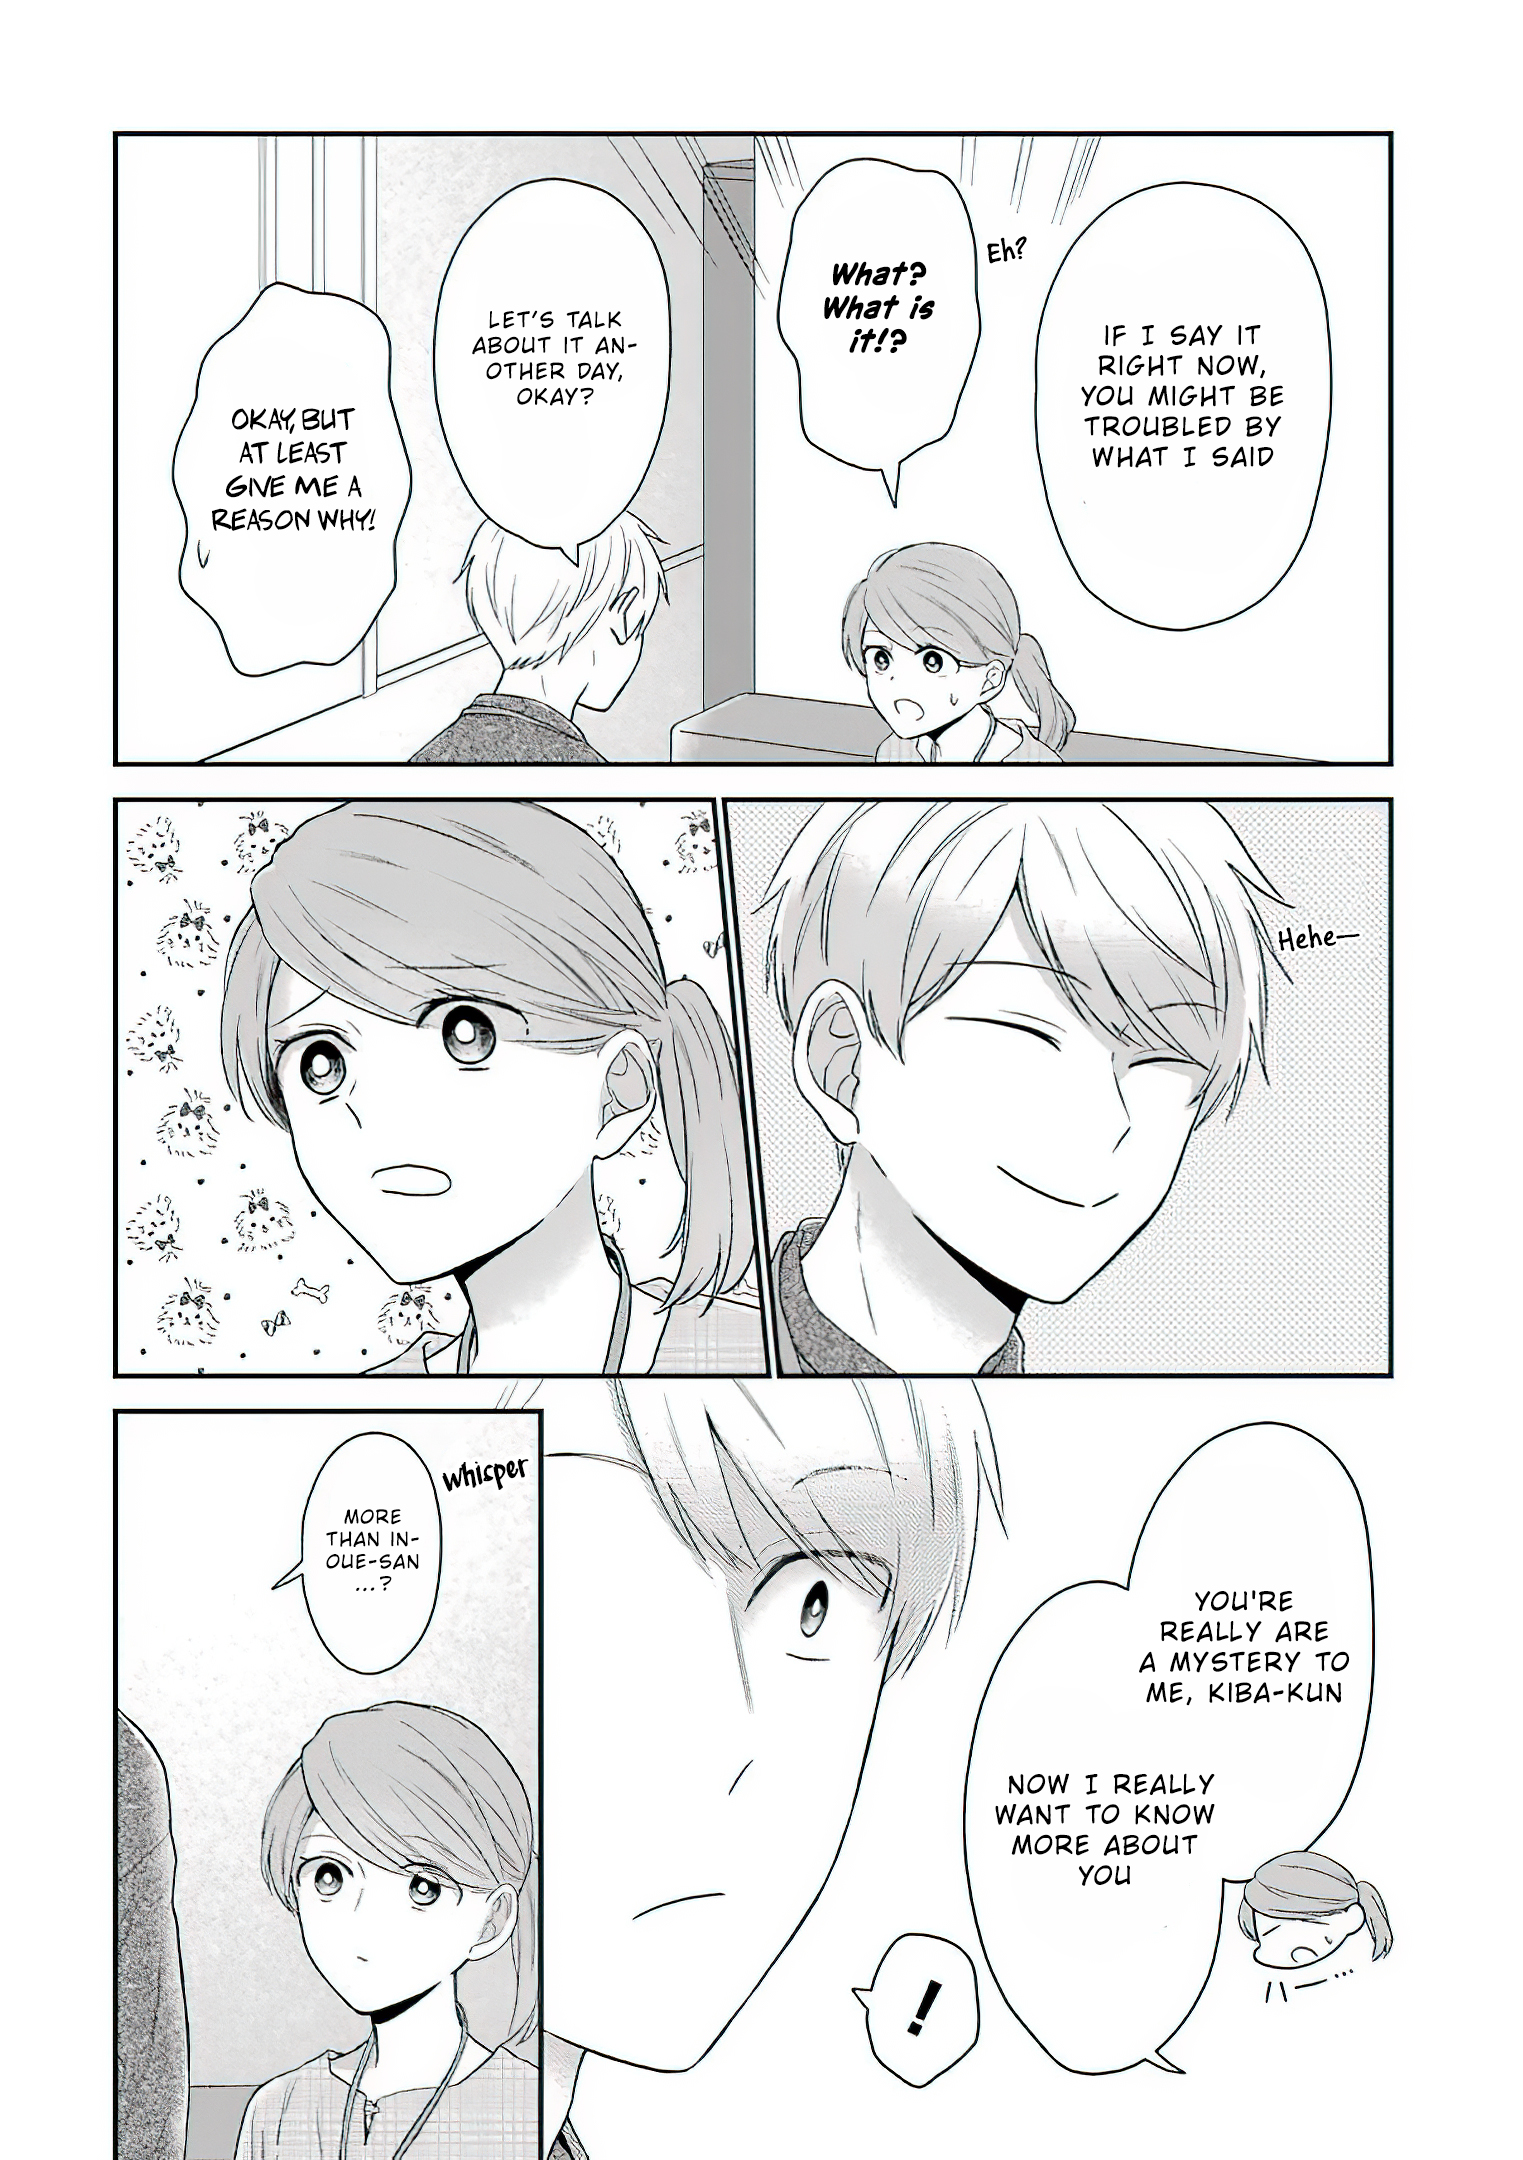 IF I SAY IT
RIGHT NOW,
YOU MIGHT BE
TROUBLED BY
WHAT I SAID
Eh?
What?
What is
it!?
LET'S TALK
ABOUT IT AN-
OTHER DAY,
OKAY?
OKAY, BUT
AT LEAST
GIVE ME A
REASON WHY!
Hehe—
YOU'RE
REALLY ARE
A MYSTERY TO
ME, KIBA-KUN
NOW I REALLY
WANT TO KNOW
MORE ABOUT
YOU
ハー…
!
whisper
MORE
THAN IN-
OUE-SAN
...?